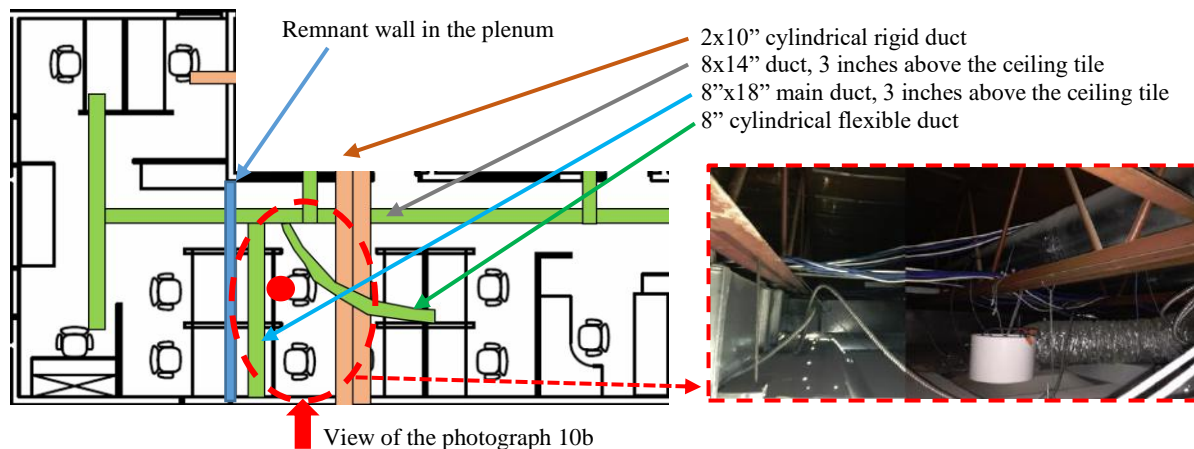 Remnant wall in the plenum
2x10” cylindrical rigid duct
8x14” duct, 3 inches above the ceiling tile
8”x18” main duct, 3 inches above the ceiling tile
8” cylindrical flexible duct
View of the photograph 10b